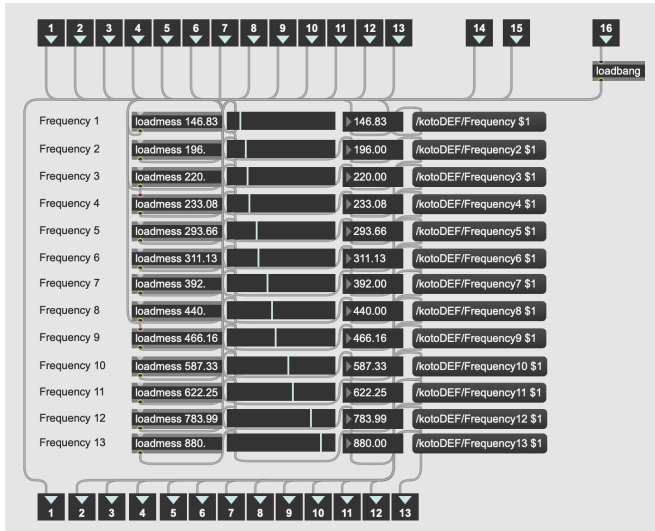 1 2 3 4 5 6 7 8 9 10 11 12 13 14 15 16
loadbang
Frequency 1 loadmess 146.83 146.83 /kotoDEF/Frequency $1
Frequency 2 loadmess 196. 196.00 /kotoDEF/Frequency2 $1
Frequency 3 loadmess 220. 220.00 /kotoDEF/Frequency3 $1
Frequency 4 loadmess 233.08 233.08 /kotoDEF/Frequency4 $1
Frequency 5 loadmess 293.66 293.66 /kotoDEF/Frequency5 $1
Frequency 6 loadmess 311.13 311.13 /kotoDEF/Frequency6 $1
Frequency 7 loadmess 392. 392.00 /kotoDEF/Frequency7 $1
Frequency 8 loadmess 440. 440.00 /kotoDEF/Frequency8 $1
Frequency 9 loadmess 466.16 466.16 /kotoDEF/Frequency9 $1
Frequency 10 loadmess 587.33 587.33 /kotoDEF/Frequency10 $1
Frequency 11 loadmess 622.25 622.25 /kotoDEF/Frequency11 $1
Frequency 12 loadmess 783.99 783.99 /kotoDEF/Frequency12 $1
Frequency 13 loadmess 880. 880.00 /kotoDEF/Frequency13 $1
1 2 3 4 5 6 7 8 9 10 11 12 13